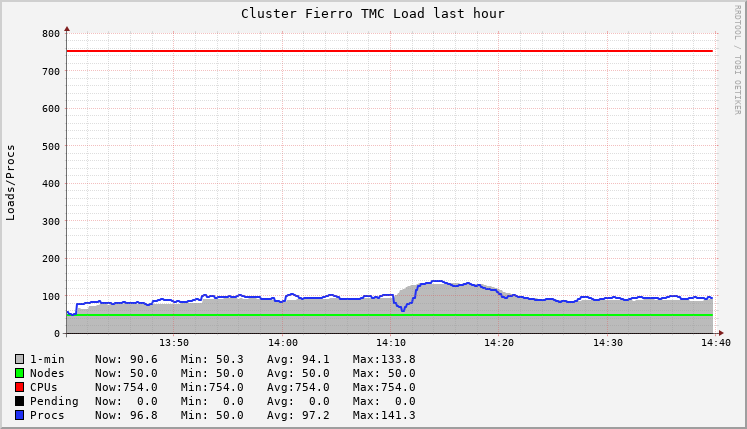 Cluster Fierro TMC Load last hour
RRDTOOL / TOBI OETIKER
Loads/Procs
800
700
600
500
400
300
200
100
0
13:50 14:00 14:10 14:20 14:30 14:40
1-min Now: 90.6 Min: 50.3 Avg: 94.1 Max:133.8
Nodes Now: 50.0 Min: 50.0 Avg: 50.0 Max: 50.0
CPUs Now:754.0 Min:754.0 Avg:754.0 Max:754.0
Pending Now: 0.0 Min: 0.0 Avg: 0.0 Max: 0.0
Procs Now: 96.8 Min: 50.0 Avg: 97.2 Max:141.3